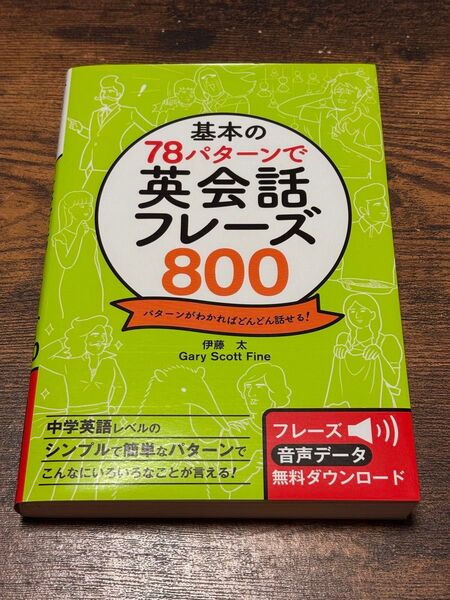 基本の
78パターンで
英会話
フレーズ
800
パターンがわかればどんどん話せる!
伊藤 太
Gary Scott Fine
中学英語レベルの
シンプルで簡単なパターンで
こんなにいろいろなことが言える!
フレーズ
音声データ
無料ダウンロード